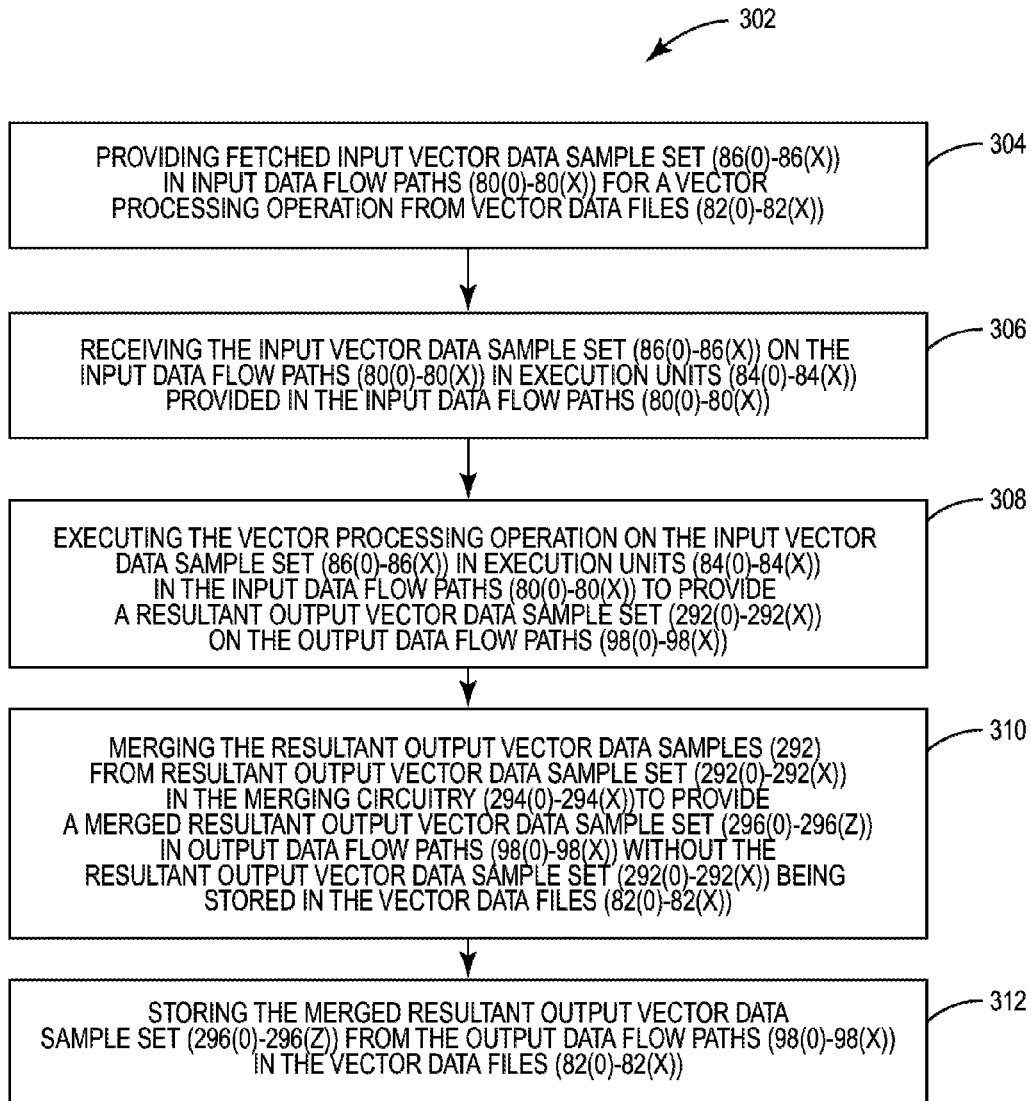 302
304
PROVIDING FETCHED INPUT VECTOR DATA SAMPLE SET (86(0)-86(X))
IN INPUT DATA FLOW PATHS (80(0)-80(X)) FOR A VECTOR
PROCESSING OPERATION FROM VECTOR DATA FILES (82(0)-82(X))
306
RECEIVING THE INPUT VECTOR DATA SAMPLE SET (86(0)-86(X)) ON THE
INPUT DATA FLOW PATHS (80(0)-80(X)) IN EXECUTION UNITS (84(0)-84(X))
PROVIDED IN THE INPUT DATA FLOW PATHS (80(0)-80(X))
308
EXECUTING THE VECTOR PROCESSING OPERATION ON THE INPUT VECTOR
DATA SAMPLE SET (86(0)-86(X)) IN EXECUTION UNITS (84(0)-84(X))
IN THE INPUT DATA FLOW PATHS (80(0)-80(X)) TO PROVIDE
A RESULTANT OUTPUT VECTOR DATA SAMPLE SET (292(0)-292(X))
ON THE OUTPUT DATA FLOW PATHS (98(0)-98(X))
310
MERGING THE RESULTANT OUTPUT VECTOR DATA SAMPLES (292)
FROM RESULTANT OUTPUT VECTOR DATA SAMPLE SET (292(0)-292(X))
IN THE MERGING CIRCUITRY (294(0)-294(X))TO PROVIDE
A MERGED RESULTANT OUTPUT VECTOR DATA SAMPLE SET (296(0)-296(Z))
IN OUTPUT DATA FLOW PATHS (98(0)-98(X)) WITHOUT THE
RESULTANT OUTPUT VECTOR DATA SAMPLE SET (292(0)-292(X)) BEING
STORED IN THE VECTOR DATA FILES (82(0)-82(X))
312
STORING THE MERGED RESULTANT OUTPUT VECTOR DATA
SAMPLE SET (296(0)-296(Z)) FROM THE OUTPUT DATA FLOW PATHS (98(0)-98(X))
IN THE VECTOR DATA FILES (82(0)-82(X))